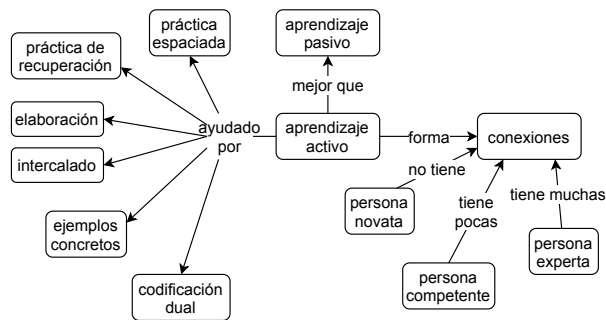 práctica
espaciada
práctica de
recuperación
elaboración
intercalado
ejemplos
concretos
codificación
dual
ayudado
por
aprendizaje
pasivo
mejor que
aprendizaje
activo
forma
conexiones
no tiene
persona
novata
tiene
pocas
persona
competente
tiene muchas
persona
experta